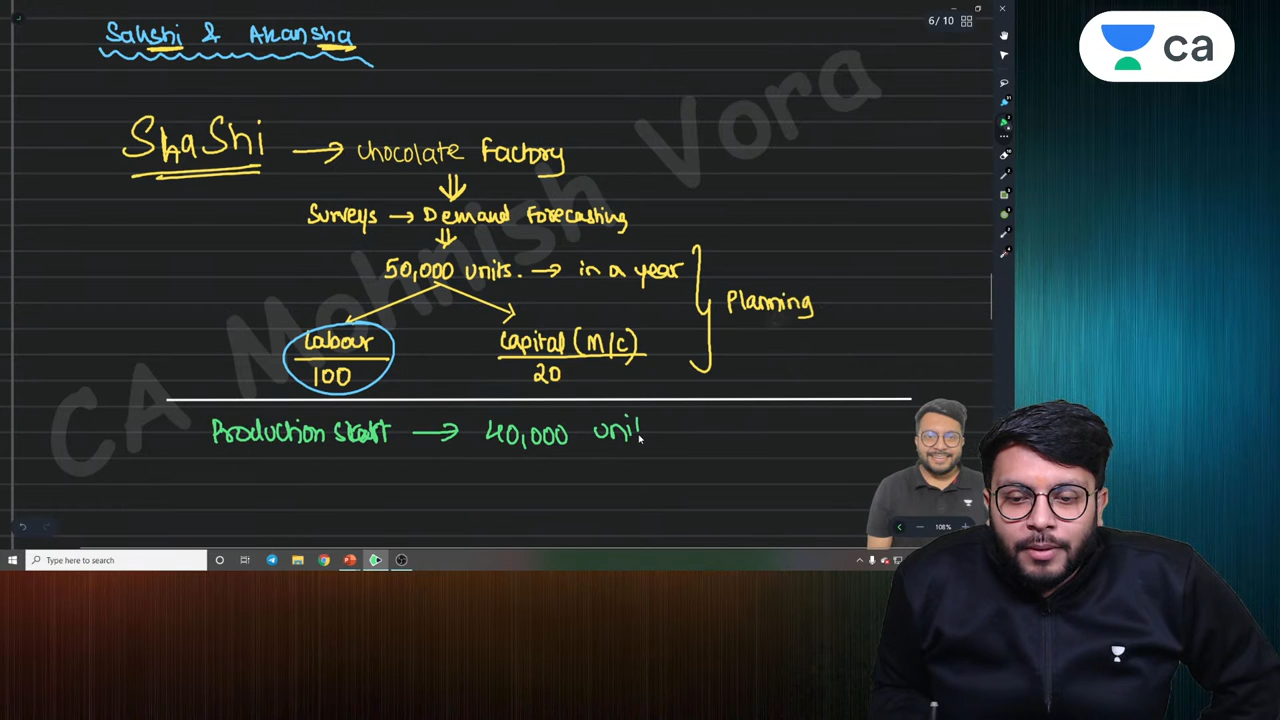 Sakshi & Akansha
6/10
ca
ShaShi → Chocolate Factory
Surveys → Demand Forecasting
50,000 units. → in a year
Planning
Labour
100
Capital (M/C)
20
Production start → 40,000 unit
CA Mohnish Vora
108%
Type here to search